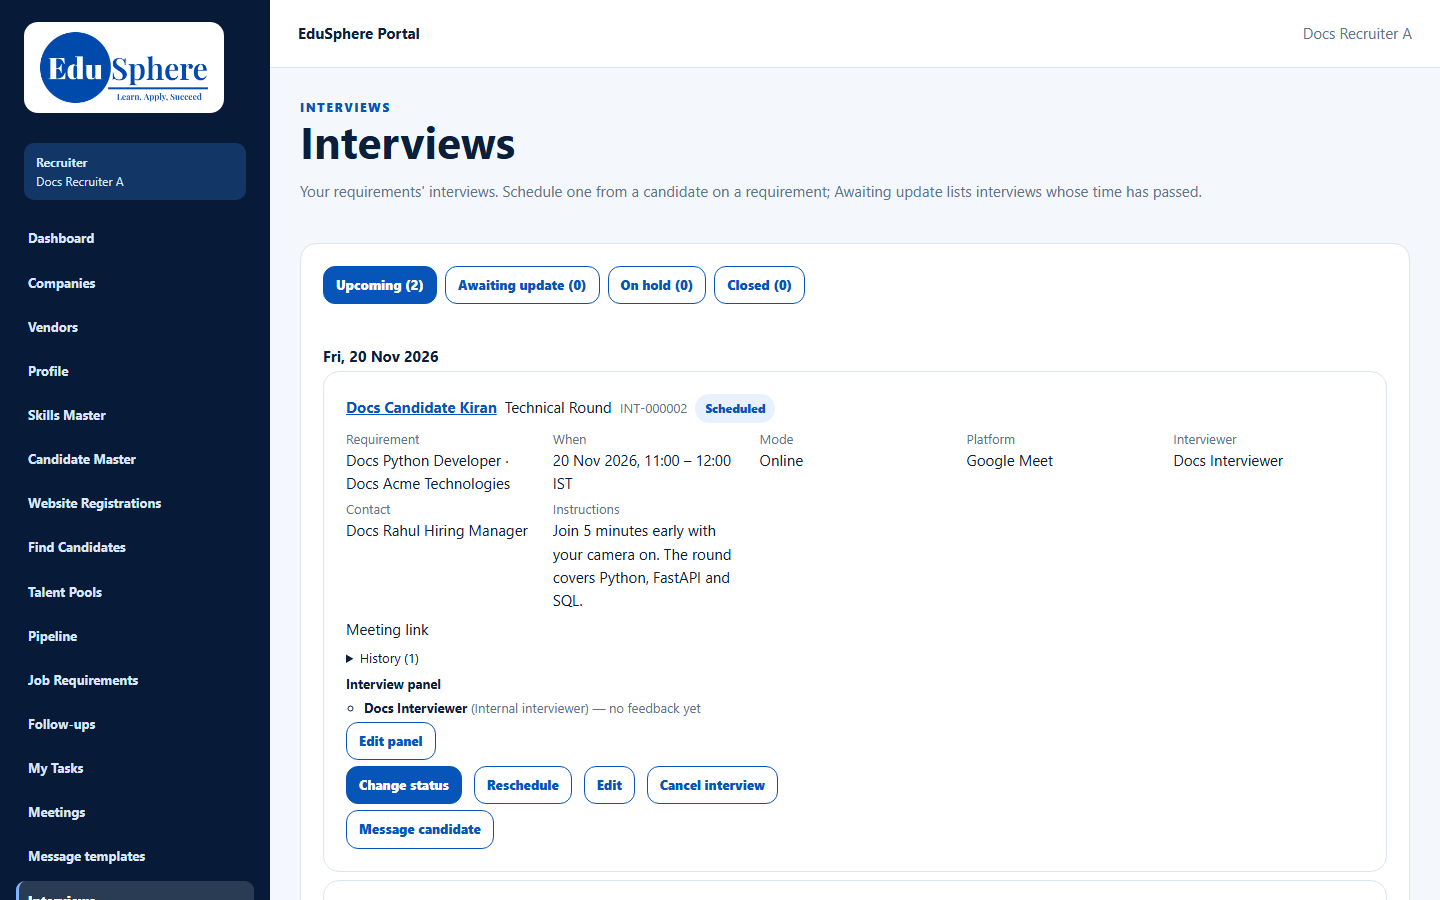 EduSphere
Learn, Apply, Succeed
Recruiter
Docs Recruiter A
Dashboard
Companies
Vendors
Profile
Skills Master
Candidate Master
Website Registrations
Find Candidates
Talent Pools
Pipeline
Job Requirements
Follow-ups
My Tasks
Meetings
Message templates
Interviews
EduSphere Portal
Docs Recruiter A
INTERVIEWS
Interviews
Your requirements' interviews. Schedule one from a candidate on a requirement; Awaiting update lists interviews whose time has passed.
Upcoming (2) Awaiting update (0) On hold (0) Closed (0)
Fri, 20 Nov 2026
Docs Candidate Kiran Technical Round INT-000002 Scheduled
Requirement
Docs Python Developer ·
Docs Acme Technologies
When
20 Nov 2026, 11:00 – 12:00
IST
Mode
Online
Platform
Google Meet
Interviewer
Docs Interviewer
Contact
Docs Rahul Hiring Manager
Instructions
Join 5 minutes early with
your camera on. The round
covers Python, FastAPI and
SQL.
Meeting link
History (1)
Interview panel
Docs Interviewer (Internal interviewer) — no feedback yet
Edit panel
Change status Reschedule Edit Cancel interview
Message candidate